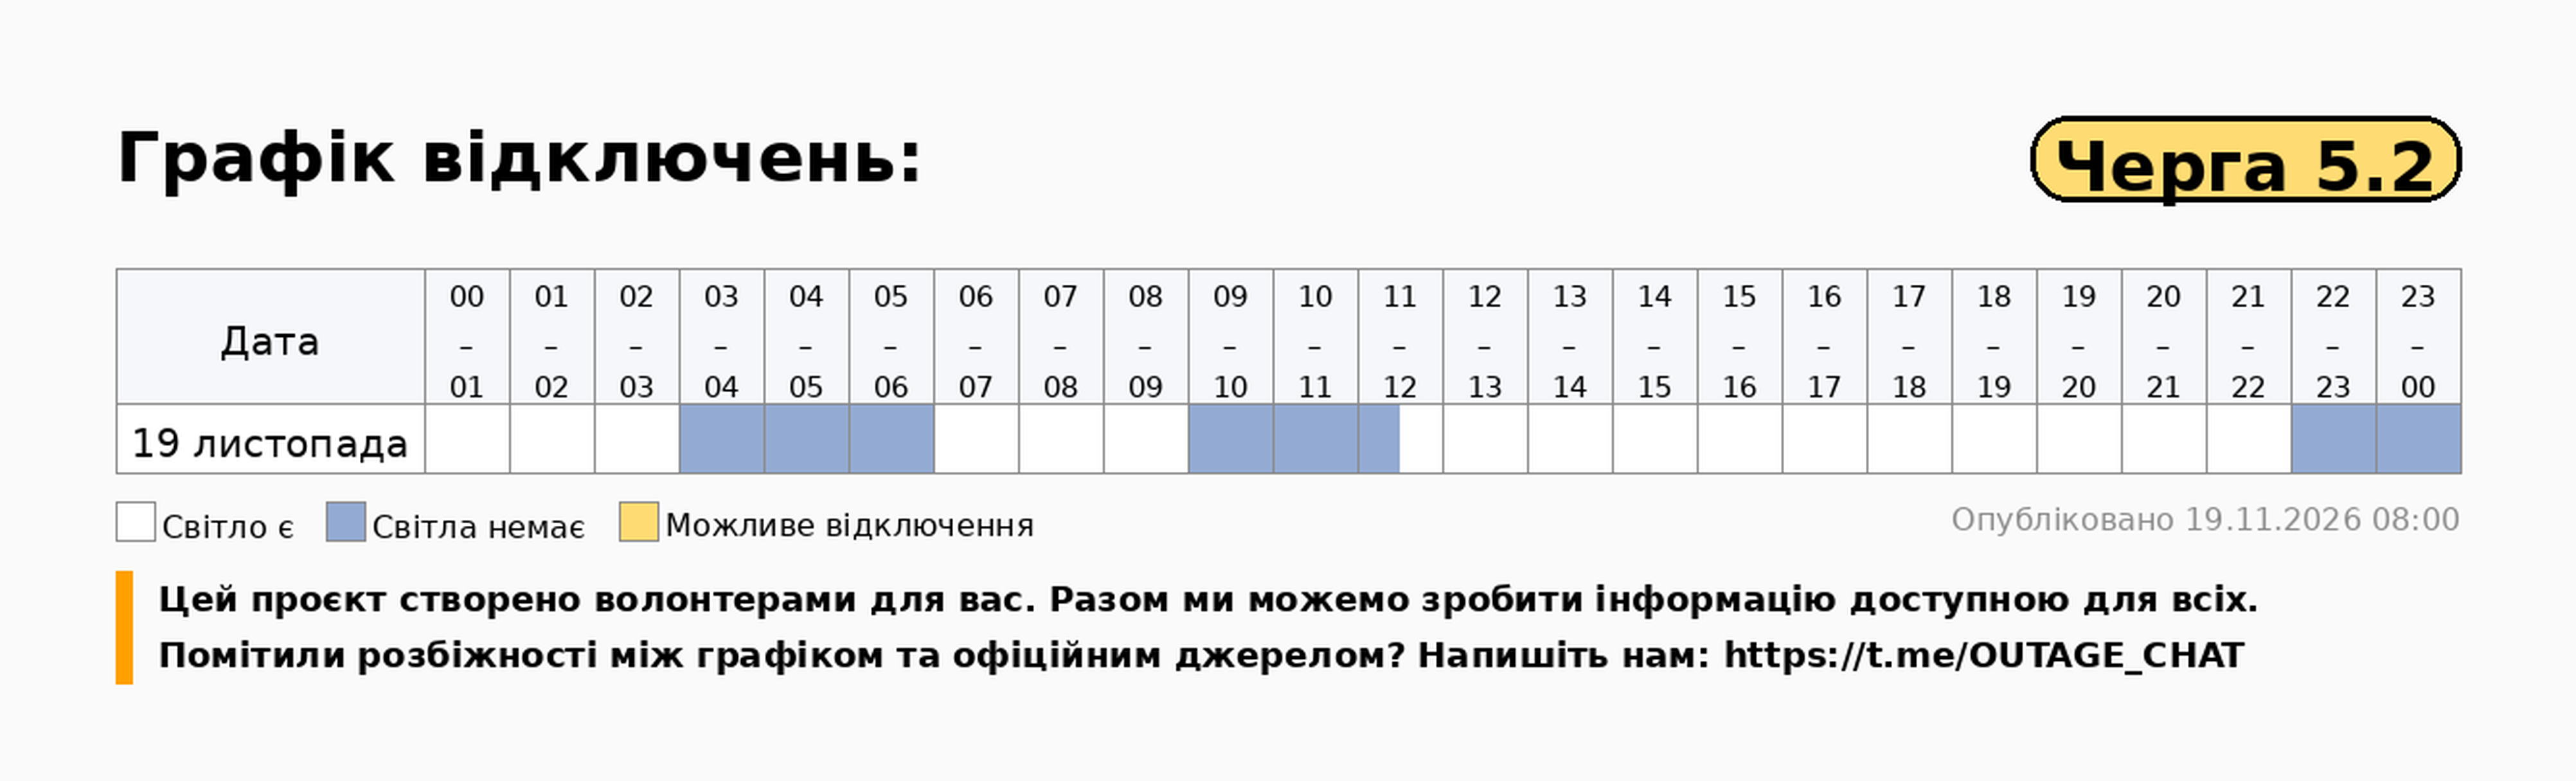 Графік відключень:
Черга 5.2
Дата
00 – 01
01 – 02
02 – 03
03 – 04
04 – 05
05 – 06
06 – 07
07 – 08
08 – 09
09 – 10
10 – 11
11 – 12
12 – 13
13 – 14
14 – 15
15 – 16
16 – 17
17 – 18
18 – 19
19 – 20
20 – 21
21 – 22
22 – 23
23 – 00
19 листопада
Світло є
Світла немає
Можливе відключення
Опубліковано 19.11.2026 08:00
Цей проєкт створено волонтерами для вас. Разом ми можемо зробити інформацію доступною для всіх.
Помітили розбіжності між графіком та офіційним джерелом? Напишіть нам: https://t.me/OUTAGE_CHAT